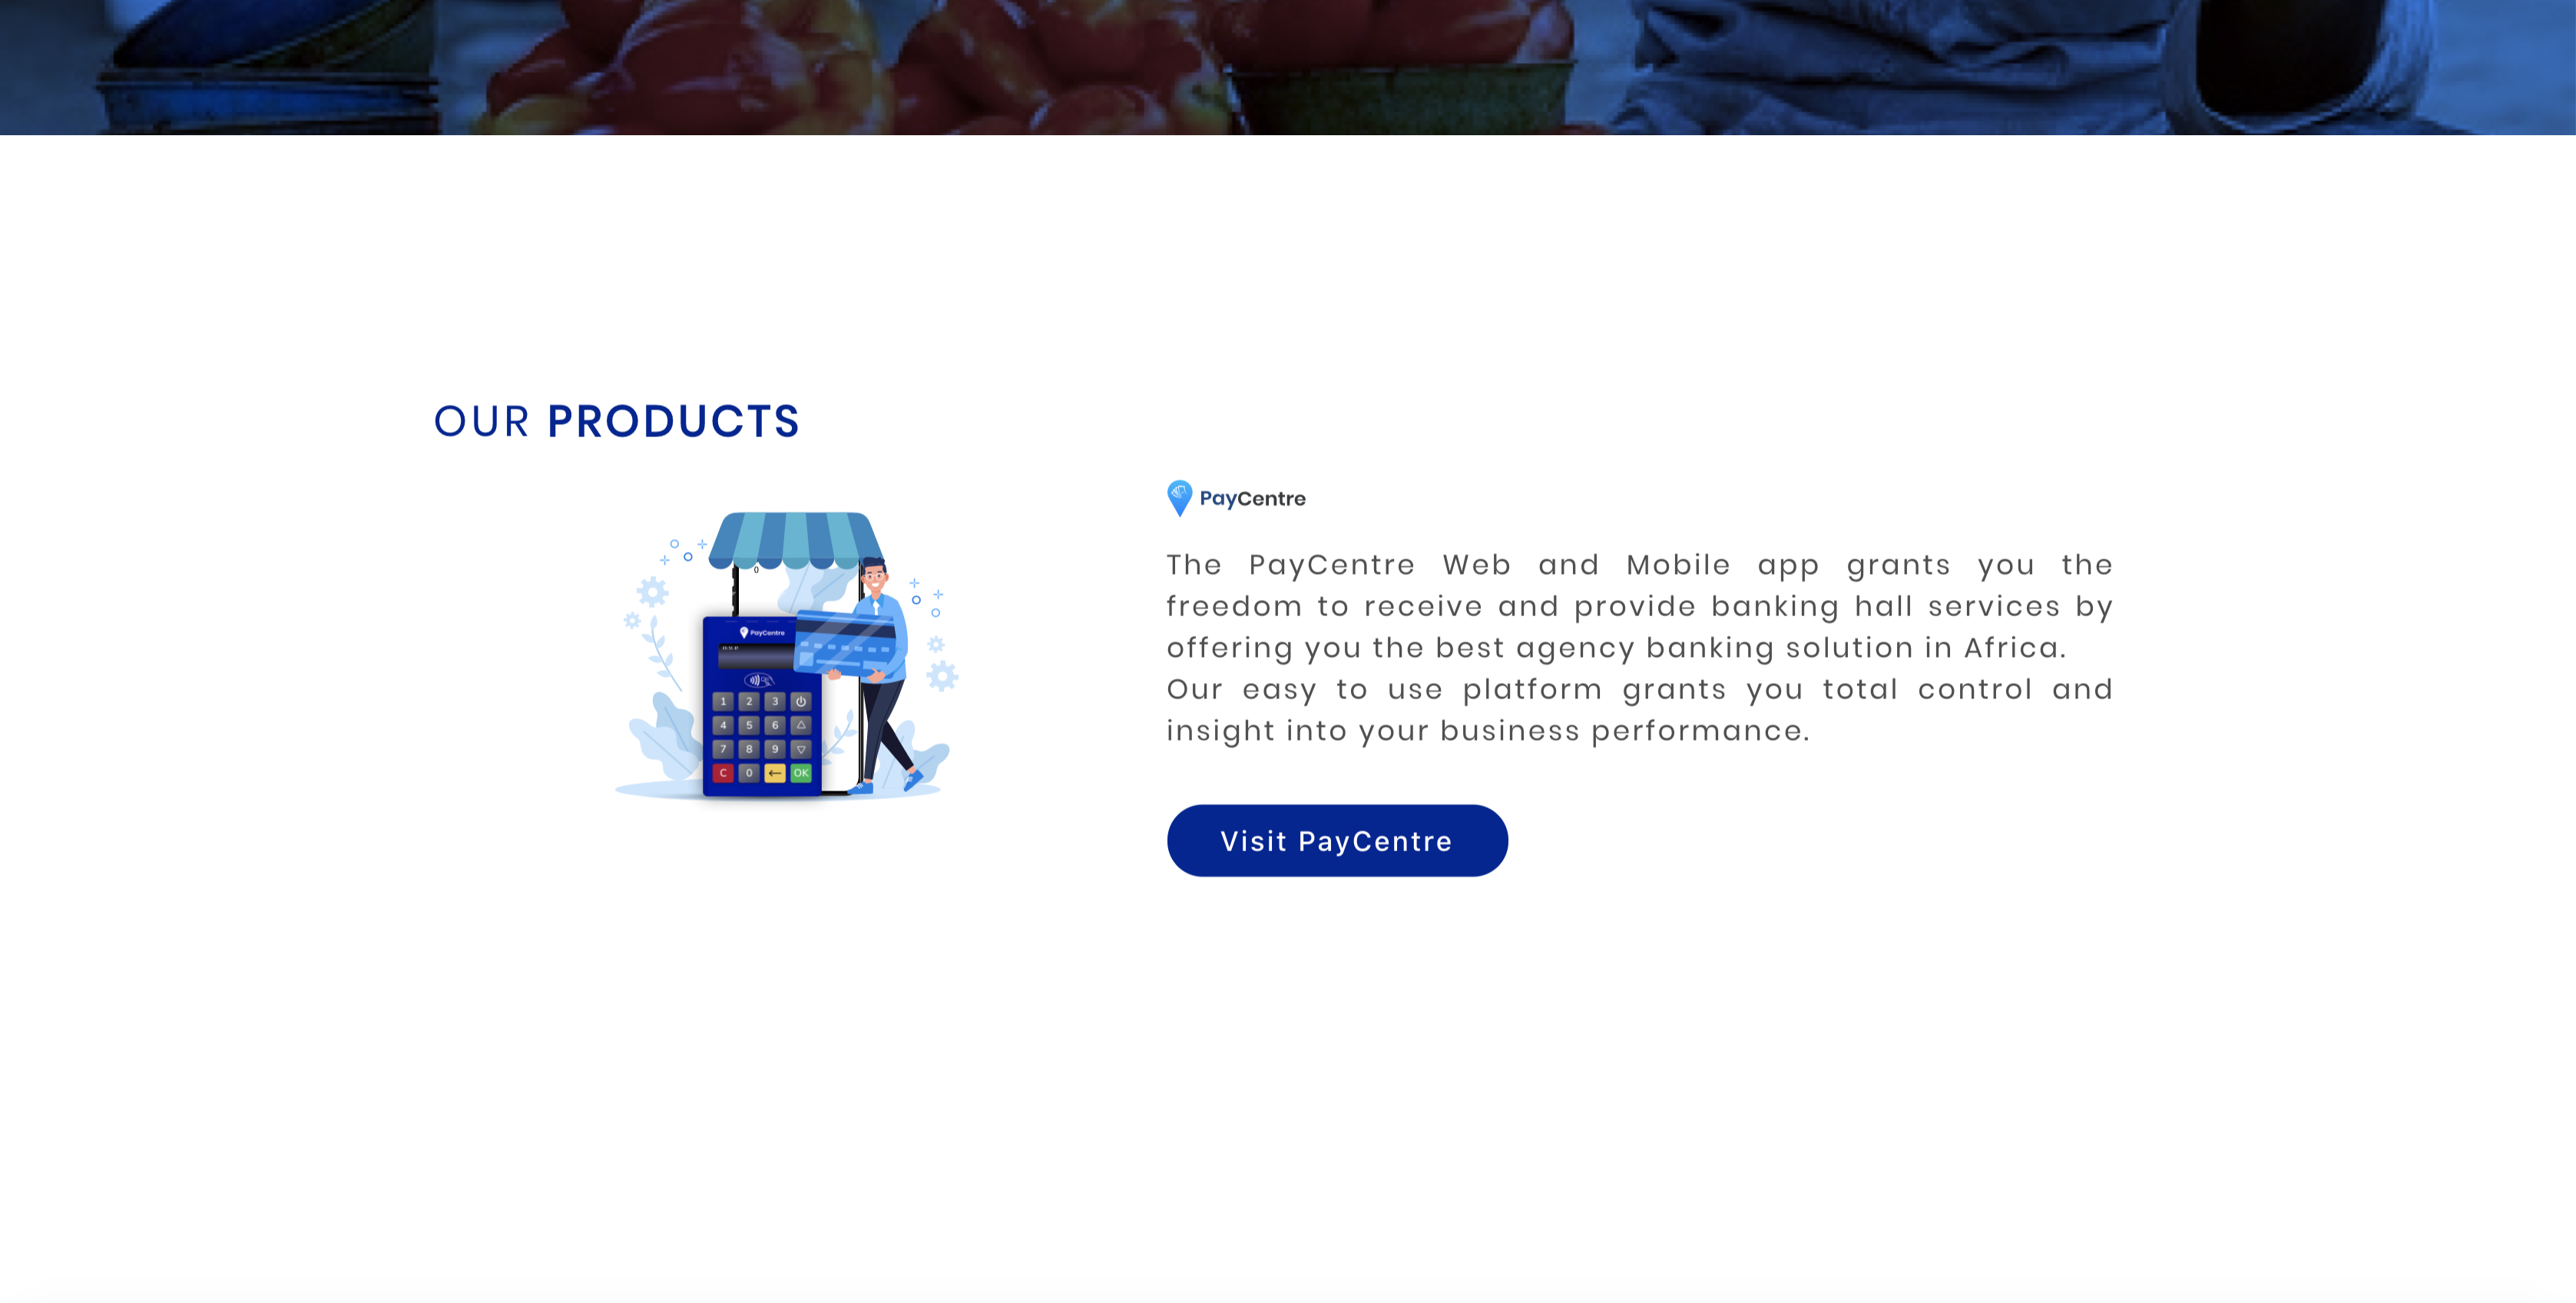 OUR PRODUCTS
PayCentre
The PayCentre Web and Mobile app grants you the
freedom to receive and provide banking hall services by
offering you the best agency banking solution in Africa.
Our easy to use platform grants you total control and
insight into your business performance.
Visit PayCentre
0
PayCentre
1 2 3
4 5 6
7 8 9
C 0 OK